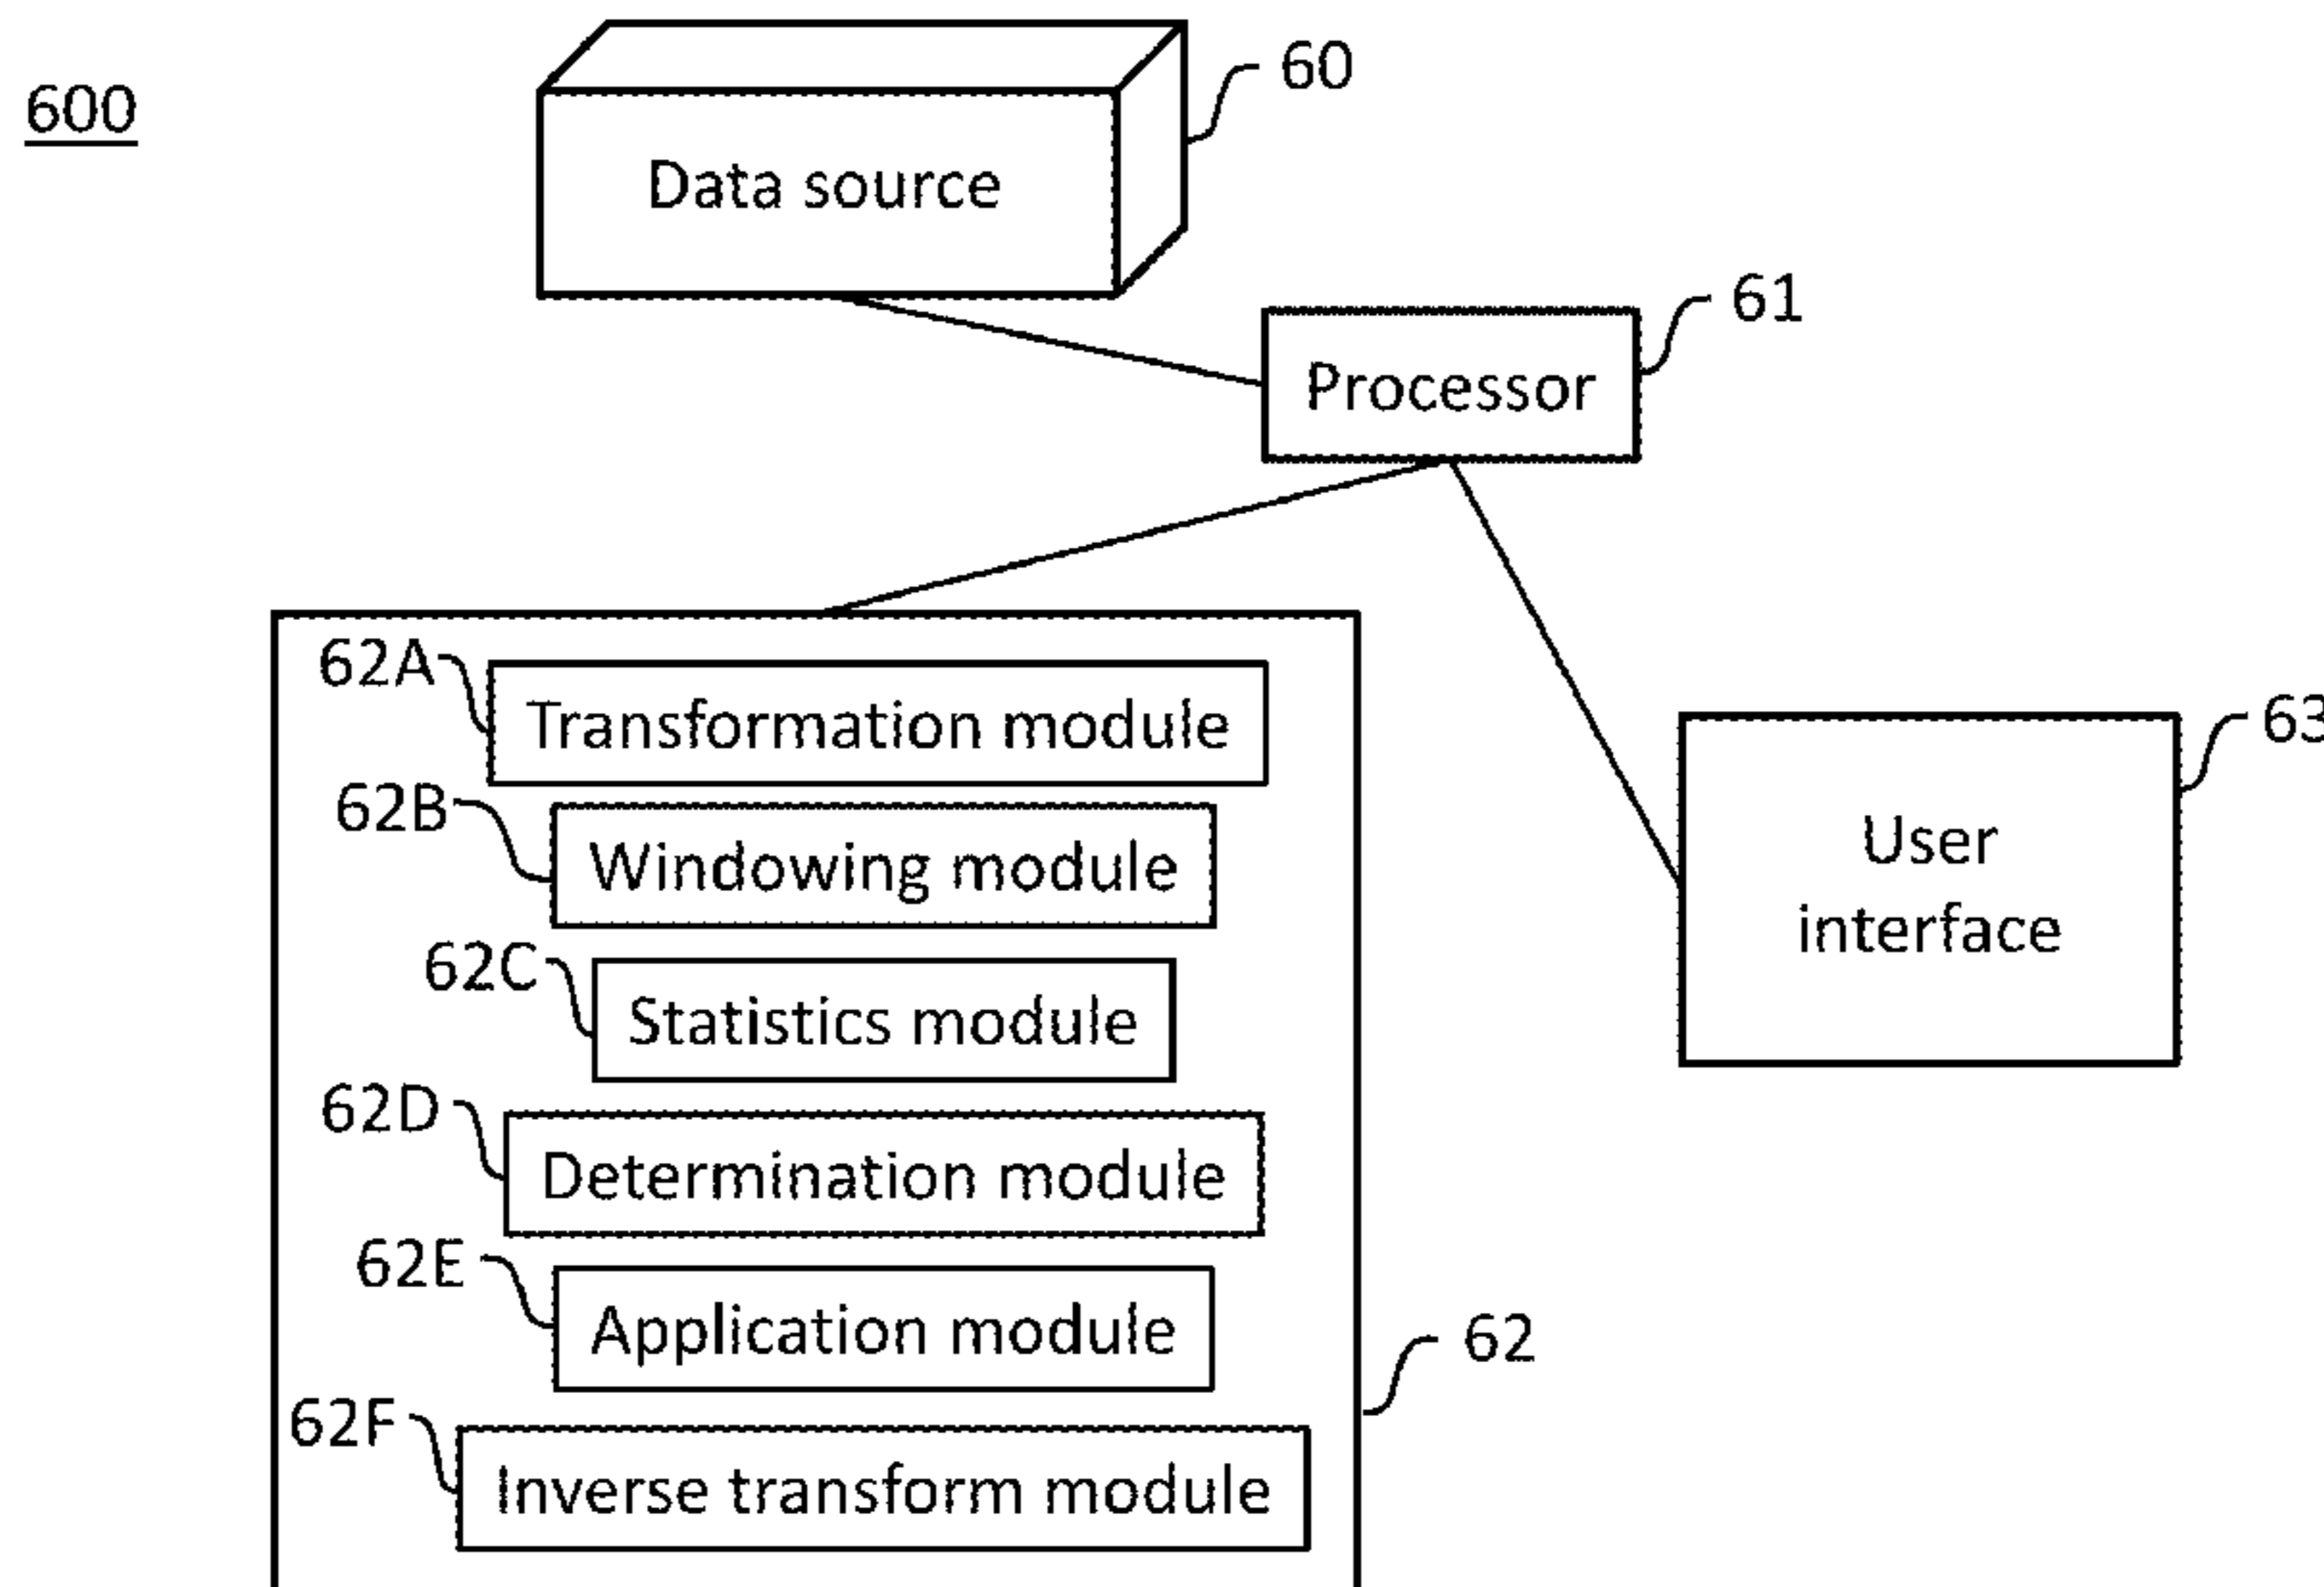 600
60
Data source
61
Processor
62A
Transformation module
62B
Windowing module
62C
Statistics module
62D
Determination module
62E
Application module
62F
Inverse transform module
62
63
User
interface